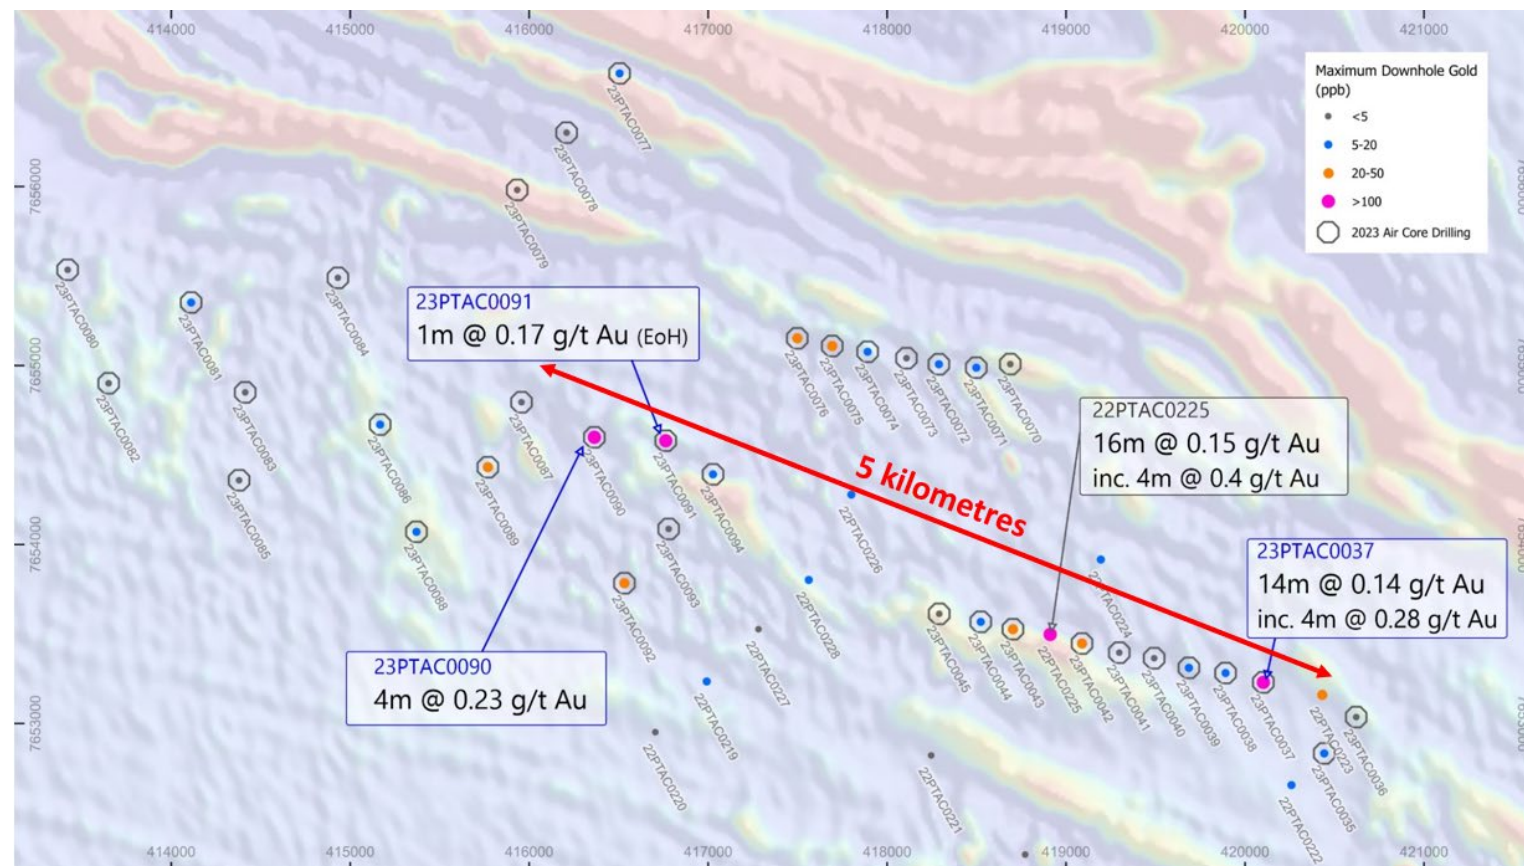 414000
415000
416000
417000
418000
419000
420000
421000
Maximum Downhole Gold
(ppb)
<5
5-20
20-50
>100
2023 Air Core Drilling
7656000
7656000
7655000
7655000
7654000
7654000
7653000
7653000
23PTAC0077
23PTAC0078
23PTAC0079
23PTAC0080
23PTAC0081
23PTAC0084
23PTAC0082
23PTAC0083
23PTAC0085
23PTAC0086
23PTAC0087
23PTAC0088
23PTAC0089
23PTAC0090
23PTAC0091
23PTAC0094
23PTAC0093
23PTAC0092
23PTAC0076
23PTAC0075
23PTAC0074
23PTAC0073
23PTAC0072
23PTAC0071
23PTAC0070
23PTAC0091
1m @ 0.17 g/t Au (EoH)
5 kilometres
22PTAC0225
16m @ 0.15 g/t Au
inc. 4m @ 0.4 g/t Au
23PTAC0037
14m @ 0.14 g/t Au
inc. 4m @ 0.28 g/t Au
23PTAC0090
4m @ 0.23 g/t Au
22PTAC0226
22PTAC0228
22PTAC0224
22PTAC0227
22PTAC0219
22PTAC0220
22PTAC0221
23PTAC0045
23PTAC0044
23PTAC0043
22PTAC0225
23PTAC0042
23PTAC0041
23PTAC0040
23PTAC0039
23PTAC0038
23PTAC0037
22PTAC0223
23PTAC0036
23PTAC0035
22PTAC0222
414000
415000
416000
417000
418000
419000
420000
421000